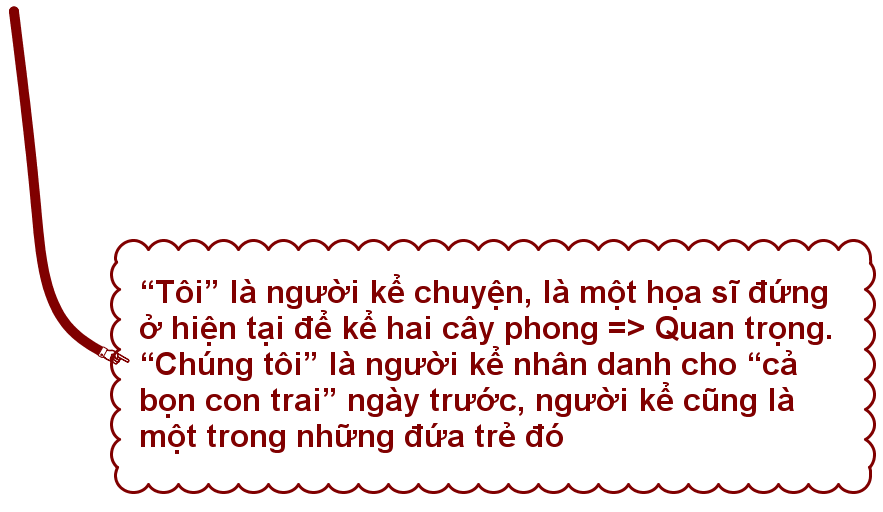 “Tôi” là người kể chuyện, là một họa sĩ đứng
ở hiện tại để kể hai cây phong => Quan trọng.
“Chúng tôi” là người kể nhân danh cho “cả
bọn con trai” ngày trước, người kể cũng là
một trong những đứa trẻ đó